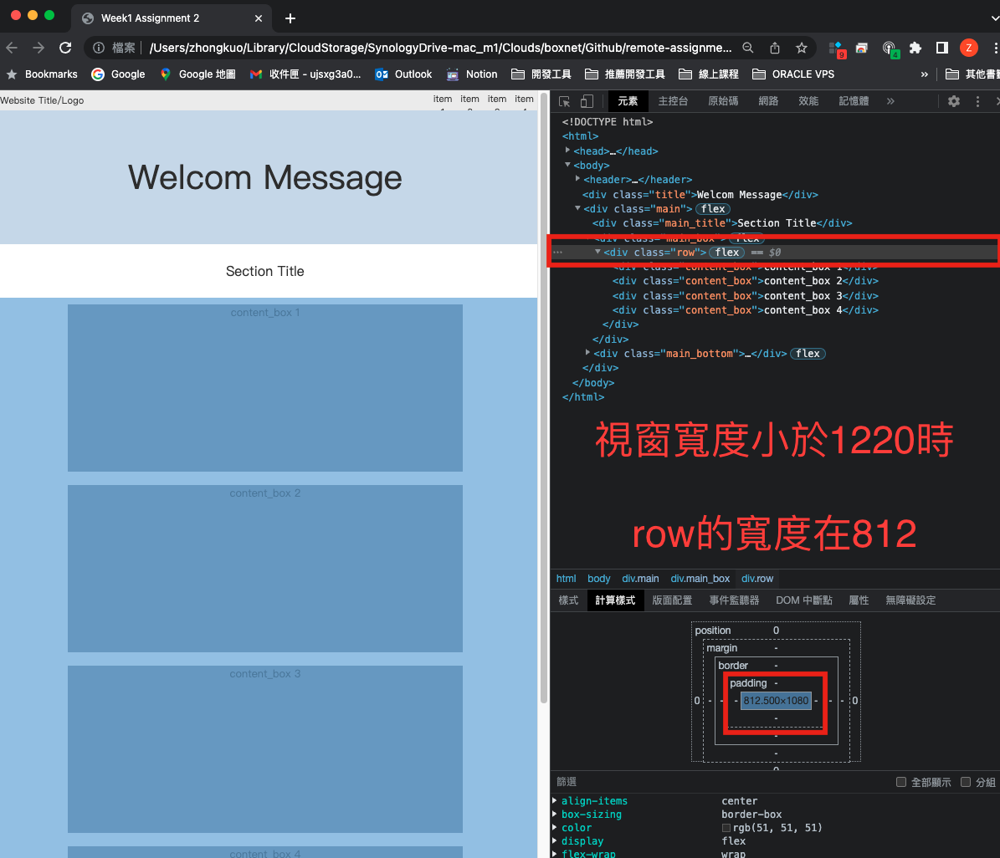 Week1 Assignment 2
檔案 /Users/zhongkuo/Library/CloudStorage/SynologyDrive-mac_m1/Clouds/boxnet/Github/remote-assignme...
9
4
Z
Bookmarks Google Google 地圖 收件匣 - ujsxg3a0... Outlook Notion 開發工具 推薦開發工具 線上課程 ORACLE VPS » 其他書籤
Website Title/Logo
item item item item
Welcom Message
Section Title
content_box 1
content_box 2
content_box 3
content_box 4
元素 主控台 原始碼 網路 效能 記憶體 »
<!DOCTYPE html>
<html>
<head>…</head>
<body>
<header>…</header>
<div class="title">Welcom Message</div>
<div class="main"> flex
<div class="main_title">Section Title</div>
<div class="main_box"> flex
… <div class="row"> flex == $0
<div class="content_box">content_box 1</div>
<div class="content_box">content_box 2</div>
<div class="content_box">content_box 3</div>
<div class="content_box">content_box 4</div>
</div>
</div>
<div class="main_bottom">…</div> flex
</div>
</body>
</html>
視窗寬度小於1220時
row的寬度在812
html body div.main div.main_box div.row
樣式 計算樣式 版面配置 事件監聽器 DOM 中斷點 屬性 無障礙設定
position 0
margin -
border -
padding -
0 - - - 812.500×1080 - - - 0
-
-
-
0
篩選 全部顯示 分組
align-items center
box-sizing border-box
color rgb(51, 51, 51)
display flex
flex-wrap wrap